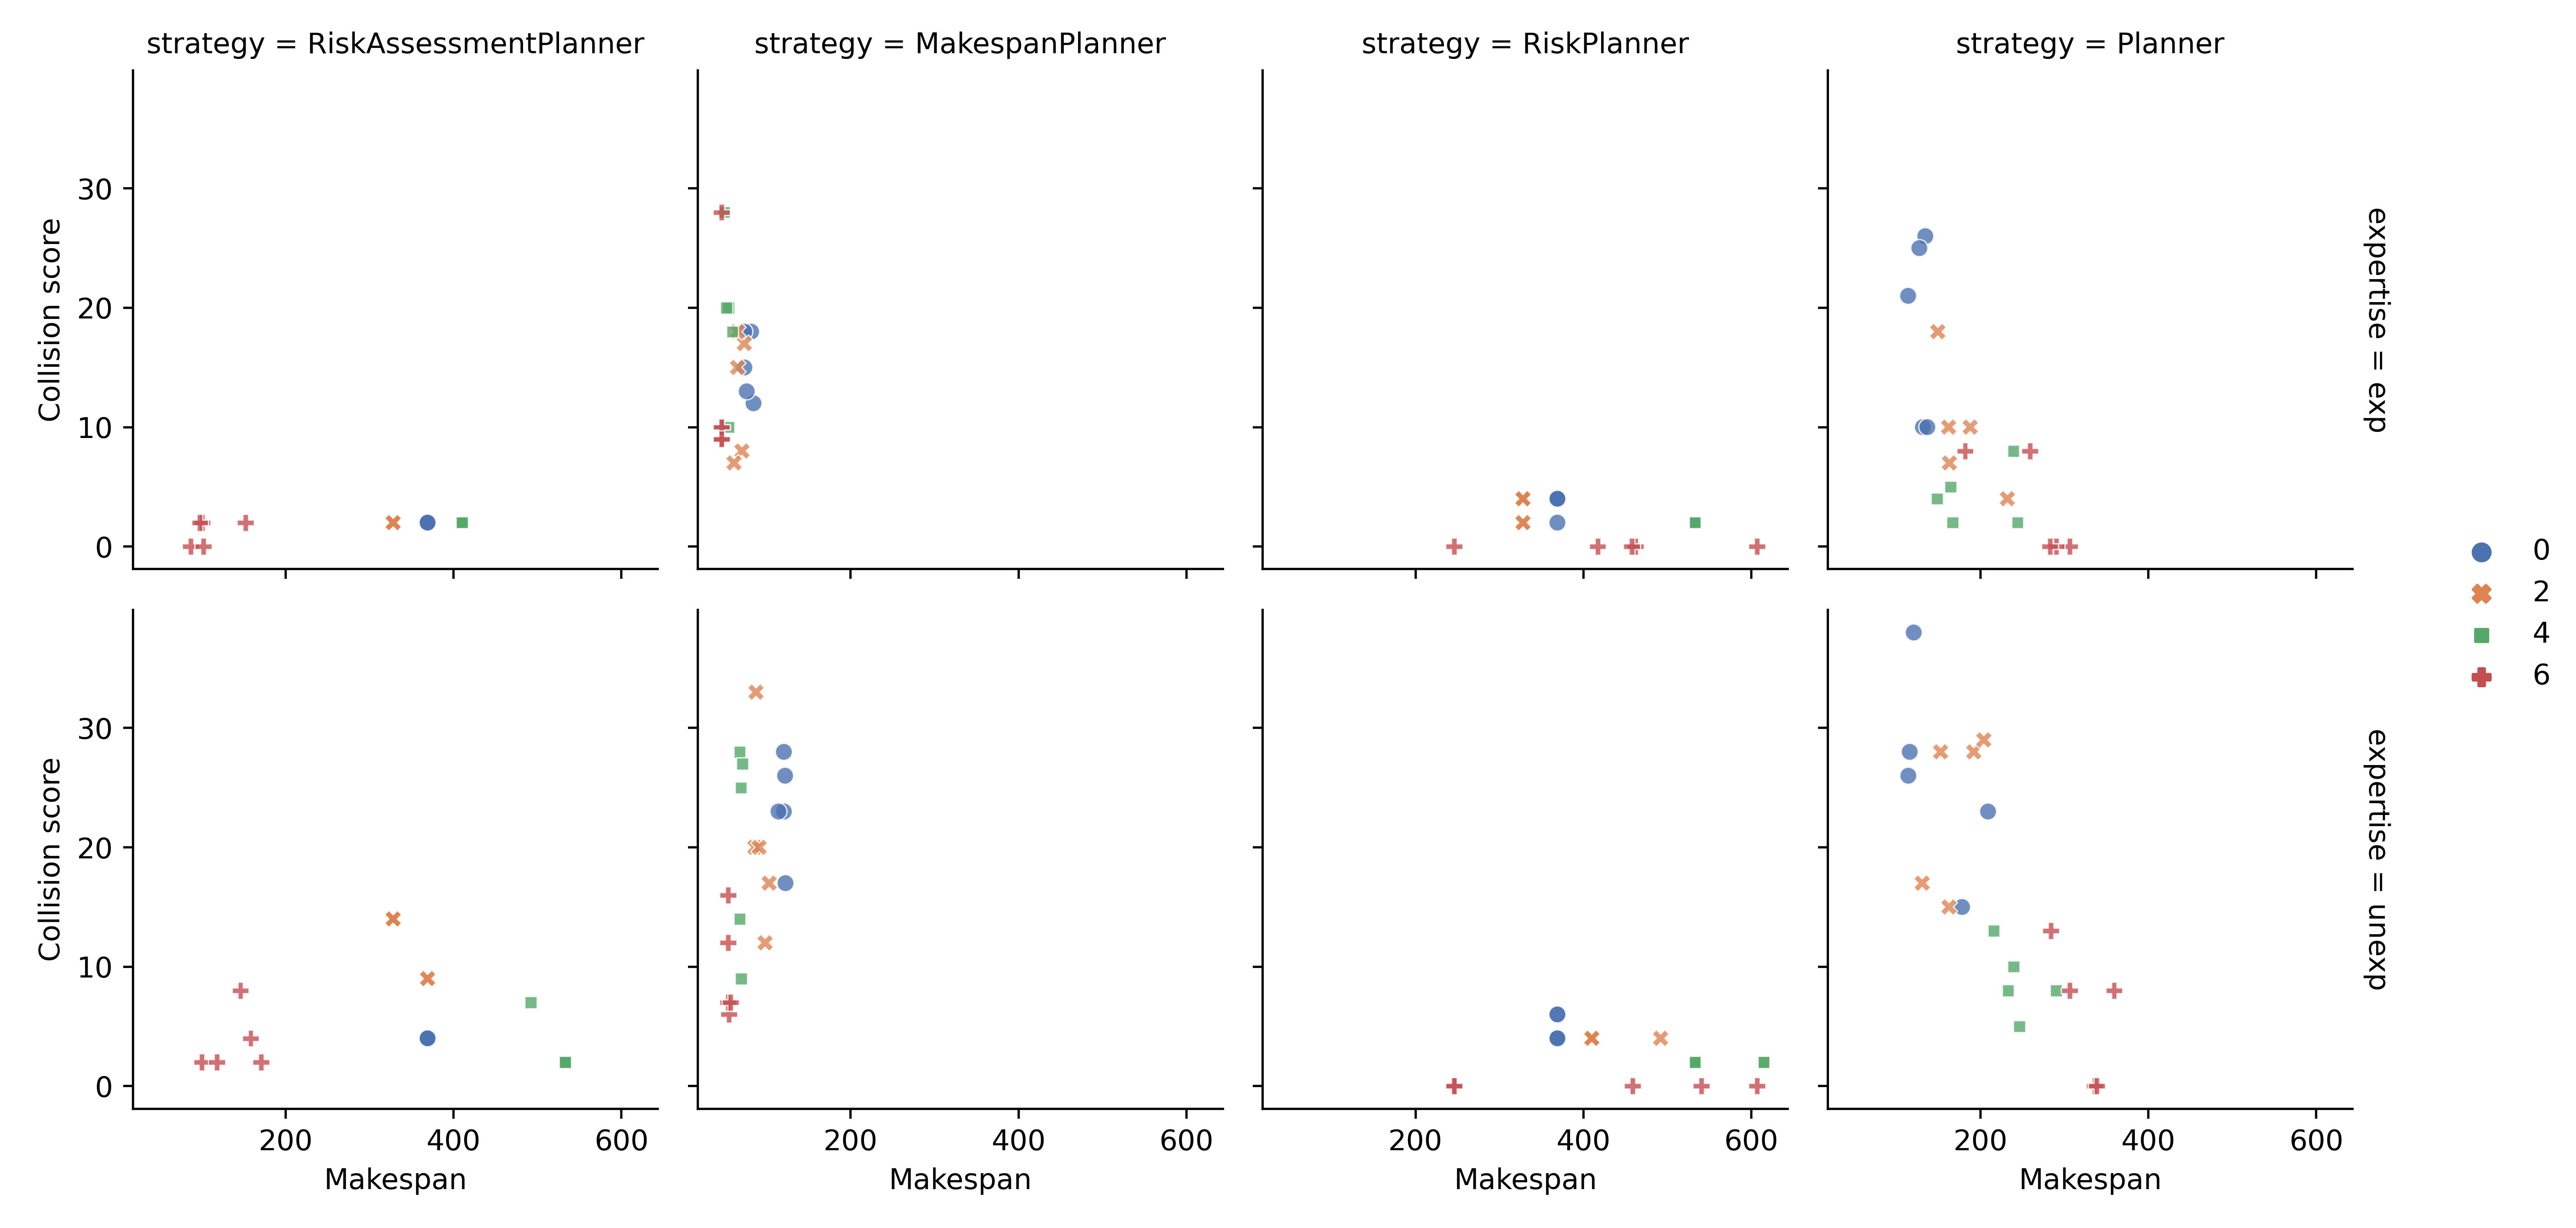 strategy = RiskAssessmentPlanner
strategy = MakespanPlanner
strategy = RiskPlanner
strategy = Planner
Collision score
30
20
10
0
expertise = exp
0
2
4
6
Collision score
30
20
10
0
expertise = unexp
200 400 600
200 400 600
200 400 600
200 400 600
Makespan
Makespan
Makespan
Makespan